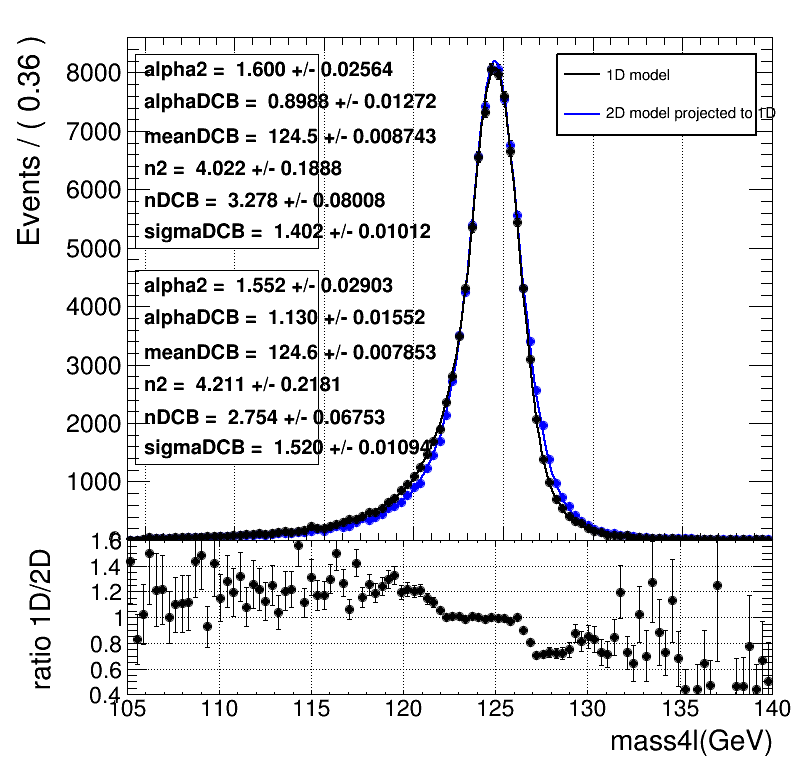 Events / ( 0.36 )
8000
7000
6000
5000
4000
3000
2000
1000
0
alpha2 =  1.600 +/- 0.02564
alphaDCB =  0.8988 +/- 0.01272
meanDCB =  124.5 +/- 0.008743
n2 =  4.022 +/- 0.1888
nDCB =  3.278 +/- 0.08008
sigmaDCB =  1.402 +/- 0.01012
alpha2 =  1.552 +/- 0.02903
alphaDCB =  1.130 +/- 0.01552
meanDCB =  124.6 +/- 0.007853
n2 =  4.211 +/- 0.2181
nDCB =  2.754 +/- 0.06753
sigmaDCB =  1.520 +/- 0.01094
1D model
2D model projected to 1D
ratio 1D/2D
1.6
1.4
1.2
1
0.8
0.6
0.4
105 110 115 120 125 130 135 140
mass4l(GeV)